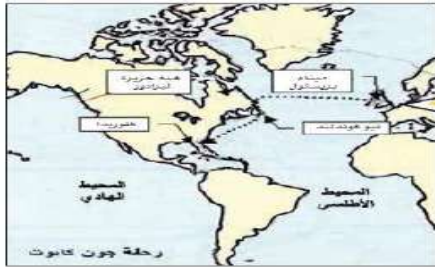 شبه جزيرة
لبرادور
ميناء
بريستول
فلوريدا
نيو فوندلند
المحيط
الهادي
المحيط
الأطلسي
رحلة جون كابوت